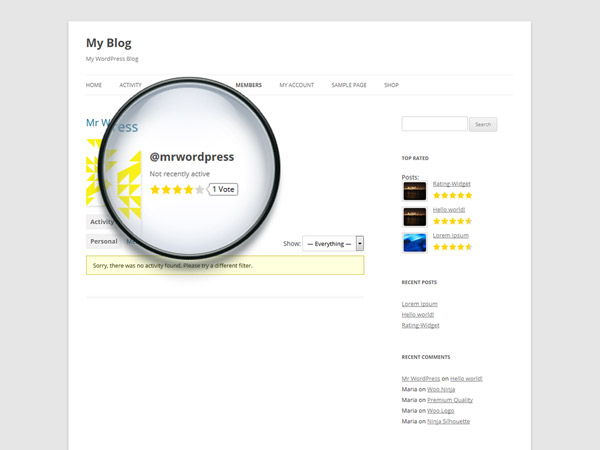 My Blog
My WordPress Blog
HOME ACTIVITY MEMBERS MY ACCOUNT SAMPLE PAGE SHOP
Mr W ress
@mrwordpress
Not recently active
1 Vote
Activity
Personal
Show: — Everything —
Sorry, there was no activity found. Please try a different filter.
Search
TOP RATED
Posts:
Rating-Widget
Hello world!
Lorem Ipsum
RECENT POSTS
Lorem Ipsum
Hello world!
Rating-Widget
RECENT COMMENTS
Mr WordPress on Hello world!
Maria on Woo Ninja
Maria on Premium Quality
Maria on Woo Logo
Maria on Ninja Silhouette